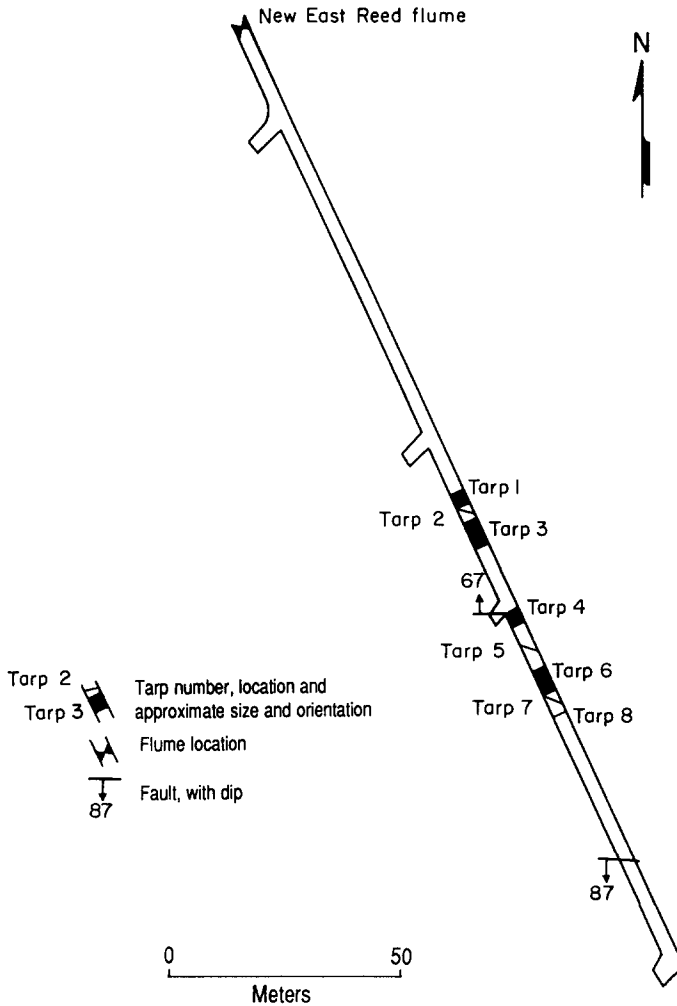 New East Reed flume
N
Tarp 1
Tarp 2
Tarp 3
67
Tarp 4
Tarp 5
Tarp 6
Tarp 7
Tarp 8
87
Tarp 2
Tarp 3
Tarp number, location and
approximate size and orientation
Flume location
87
Fault, with dip
0
50
Meters